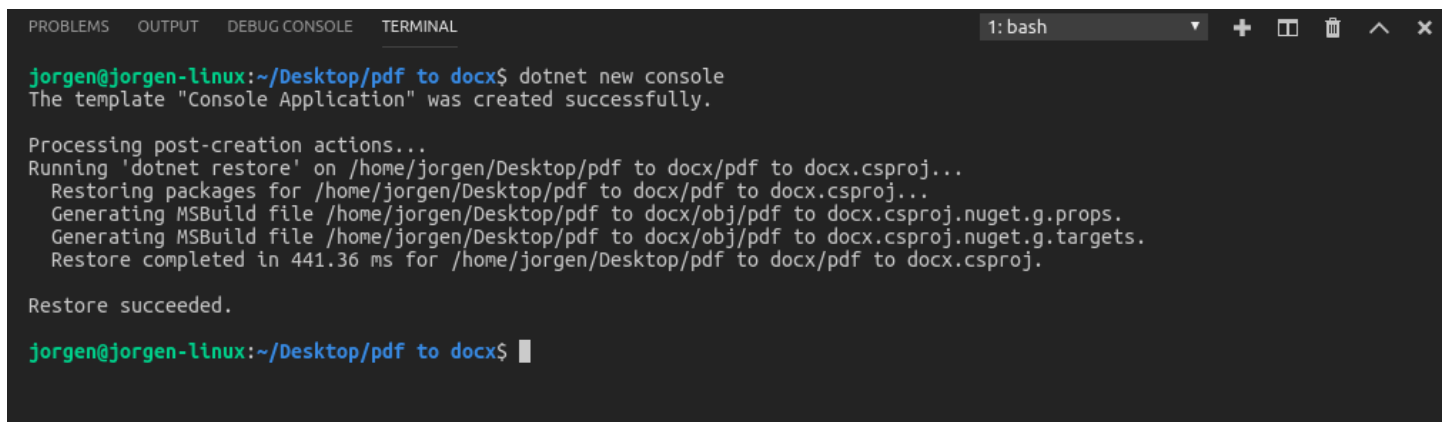 PROBLEMS OUTPUT DEBUG CONSOLE TERMINAL 1: bash
jorgen@jorgen-linux:~/Desktop/pdf to docx$ dotnet new console
The template "Console Application" was created successfully.
Processing post-creation actions...
Running 'dotnet restore' on /home/jorgen/Desktop/pdf to docx/pdf to docx.csproj...
Restoring packages for /home/jorgen/Desktop/pdf to docx/pdf to docx.csproj...
Generating MSBuild file /home/jorgen/Desktop/pdf to docx/obj/pdf to docx.csproj.nuget.g.props.
Generating MSBuild file /home/jorgen/Desktop/pdf to docx/obj/pdf to docx.csproj.nuget.g.targets.
Restore completed in 441.36 ms for /home/jorgen/Desktop/pdf to docx/pdf to docx.csproj.
Restore succeeded.
jorgen@jorgen-linux:~/Desktop/pdf to docx$